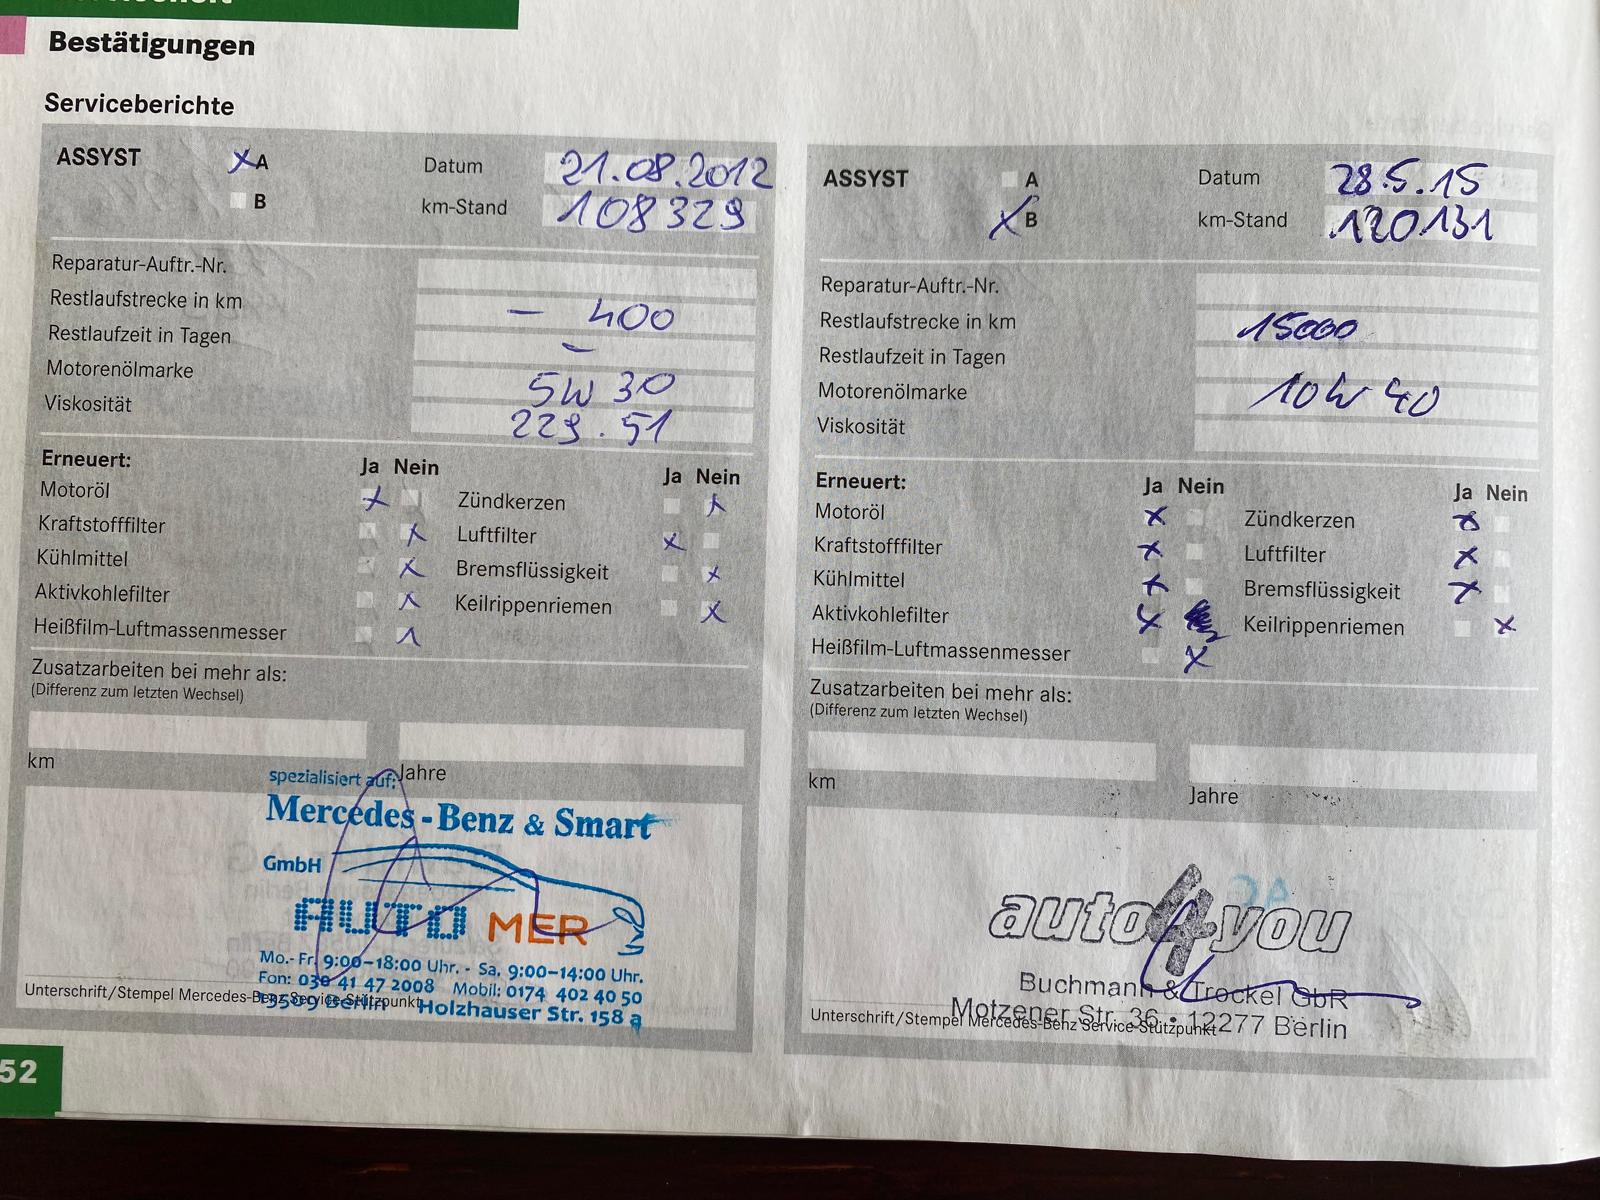 Bestätigungen
Serviceberichte
ASSYST
X A
B
Datum 21.08.2012
km-Stand 108329
Reparatur-Auftr.-Nr.
Restlaufstrecke in km — 400
Restlaufzeit in Tagen –
Motorenölmarke 5W 30
Viskosität 229.51
Erneuert: Ja Nein Ja Nein
Motoröl X Zündkerzen X
Kraftstofffilter X Luftfilter X
Kühlmittel X Bremsflüssigkeit X
Aktivkohlefilter X Keilrippenriemen X
Heißfilm-Luftmassenmesser X
Zusatzarbeiten bei mehr als:
(Differenz zum letzten Wechsel)
km Jahre
spezialisiert auf:
Mercedes-Benz & Smart
GmbH
AUTO MER
Mo.- Fr. 9:00–18:00 Uhr. - Sa. 9:00–14:00 Uhr.
Fon: 030 41 47 2008 Mobil: 0174 402 40 50
13509 Berlin Holzhauser Str. 158 a
Unterschrift/Stempel Mercedes-Benz Service-Stützpunkt
52
ASSYST
A
X B
Datum 28.5.15
km-Stand 120131
Reparatur-Auftr.-Nr.
Restlaufstrecke in km 15000
Restlaufzeit in Tagen
Motorenölmarke 10W 40
Viskosität
Erneuert: Ja Nein Ja Nein
Motoröl X Zündkerzen X
Kraftstofffilter X Luftfilter X
Kühlmittel X Bremsflüssigkeit X
Aktivkohlefilter X Keilrippenriemen X
Heißfilm-Luftmassenmesser X
Zusatzarbeiten bei mehr als:
(Differenz zum letzten Wechsel)
km Jahre
auto4you
Buchmann & Trockel GbR
Motzener Str. 36 • 12277 Berlin
Unterschrift/Stempel Mercedes-Benz Service-Stützpunkt